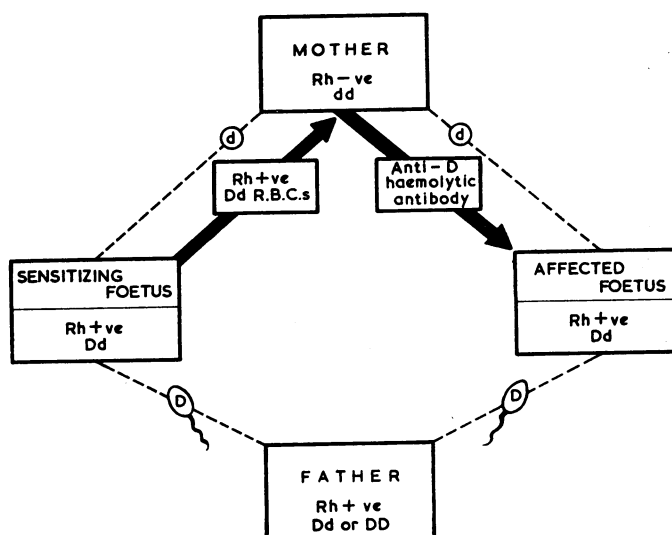 MOTHER
Rh-ve
dd
d
d
Rh+ve
Dd R.B.C.s
Anti-D
haemolytic
antibody
SENSITIZING
FOETUS
Rh+ve
Dd
AFFECTED
FOETUS
Rh+ve
Dd
D
D
FATHER
Rh+ve
Dd or DD